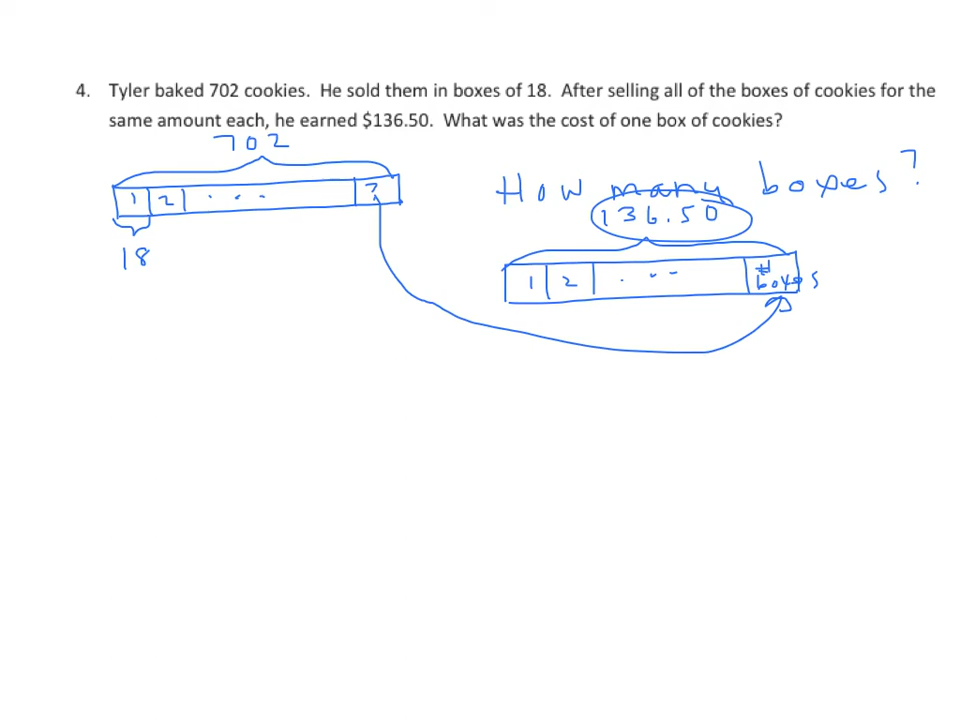 4. Tyler baked 702 cookies. He sold them in boxes of 18. After selling all of the boxes of cookies for the
same amount each, he earned $136.50. What was the cost of one box of cookies?
702
1 2 . . . ?
18
How many boxes?
136.50
1 2 . - - # boxes